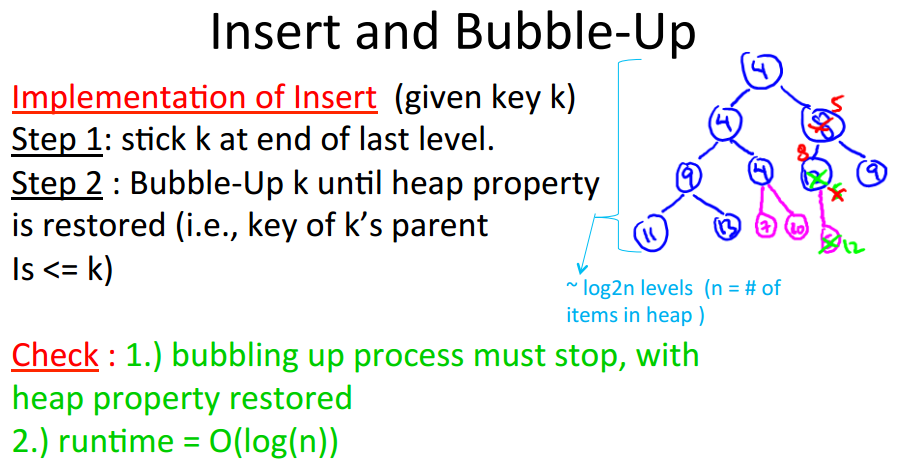 Insert and Bubble-Up
Implementation of Insert (given key k)
Step 1: stick k at end of last level.
Step 2 : Bubble-Up k until heap property
is restored (i.e., key of k's parent
Is <= k)
4
5
4
8
9
4
9
11
13
7
10
12
~ log2n levels (n = # of
items in heap )
Check : 1.) bubbling up process must stop, with
heap property restored
2.) runtime = O(log(n))